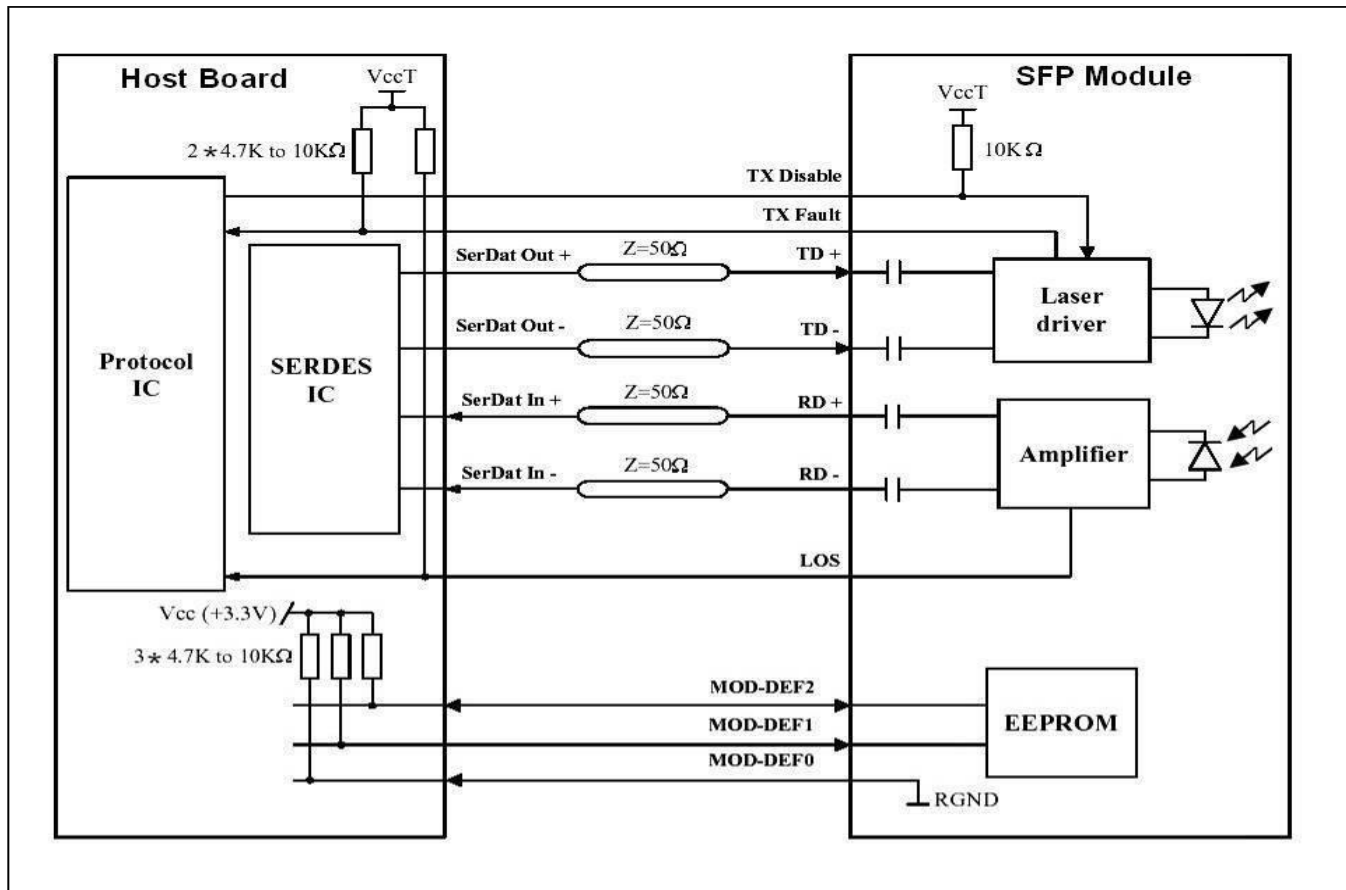 Host Board
SFP Module
VccT
VccT
2*4.7K to 10KΩ
10KΩ
TX Disable
TX Fault
SerDat Out +
Z=50Ω
TD +
SerDat Out -
Z=50Ω
TD -
Laser
driver
Protocol
IC
SERDES
IC
SerDat In +
Z=50Ω
RD +
SerDat In -
Z=50Ω
RD -
Amplifier
LOS
Vcc (+3.3V)
3*4.7K to 10KΩ
MOD-DEF2
MOD-DEF1
MOD-DEF0
EEPROM
RGND